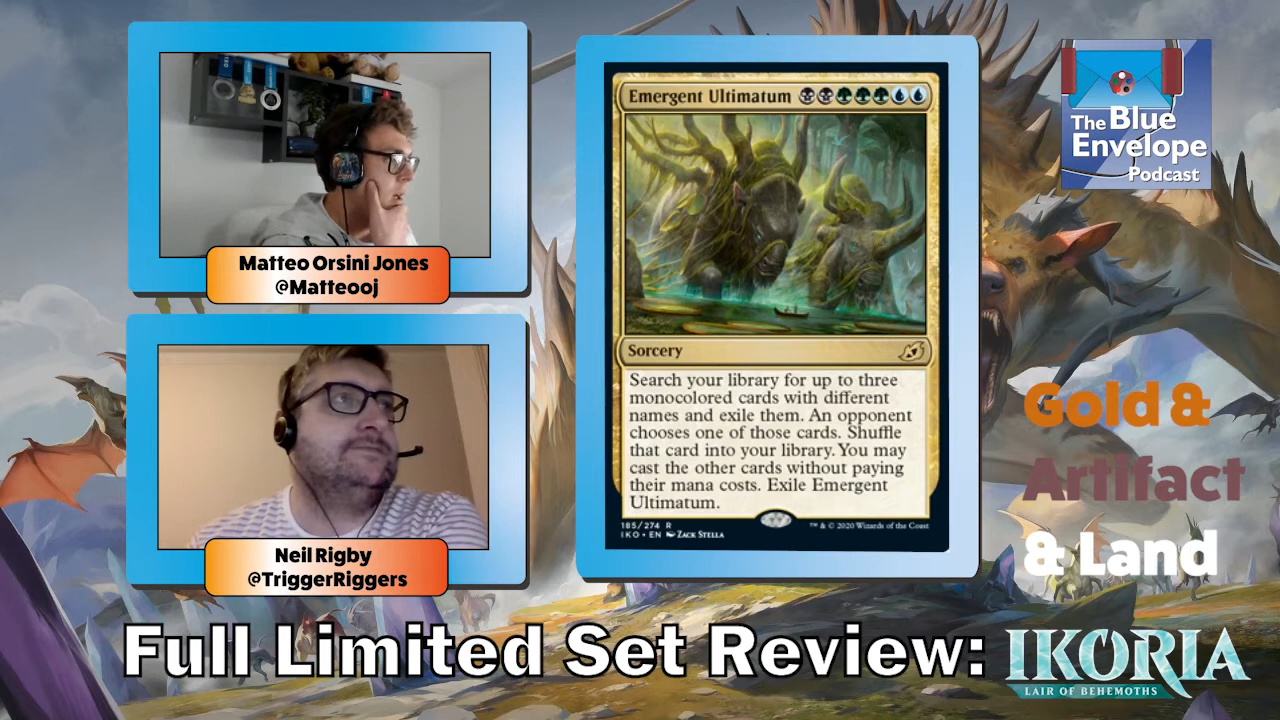 Matteo Orsini Jones
@Matteooj
Neil Rigby
@TriggerRiggers
Emergent Ultimatum
Sorcery
Search your library for up to three
monocolored cards with different
names and exile them. An opponent
chooses one of those cards. Shuffle
that card into your library. You may
cast the other cards without paying
their mana costs. Exile Emergent
Ultimatum.
185/274 R
IKO • EN ZACK STELLA
™ & © 2020 Wizards of the Coast
The Blue
Envelope
Podcast
Gold &
Artifact
& Land
Full Limited Set Review:
IKORIA
LAIR OF BEHEMOTHS